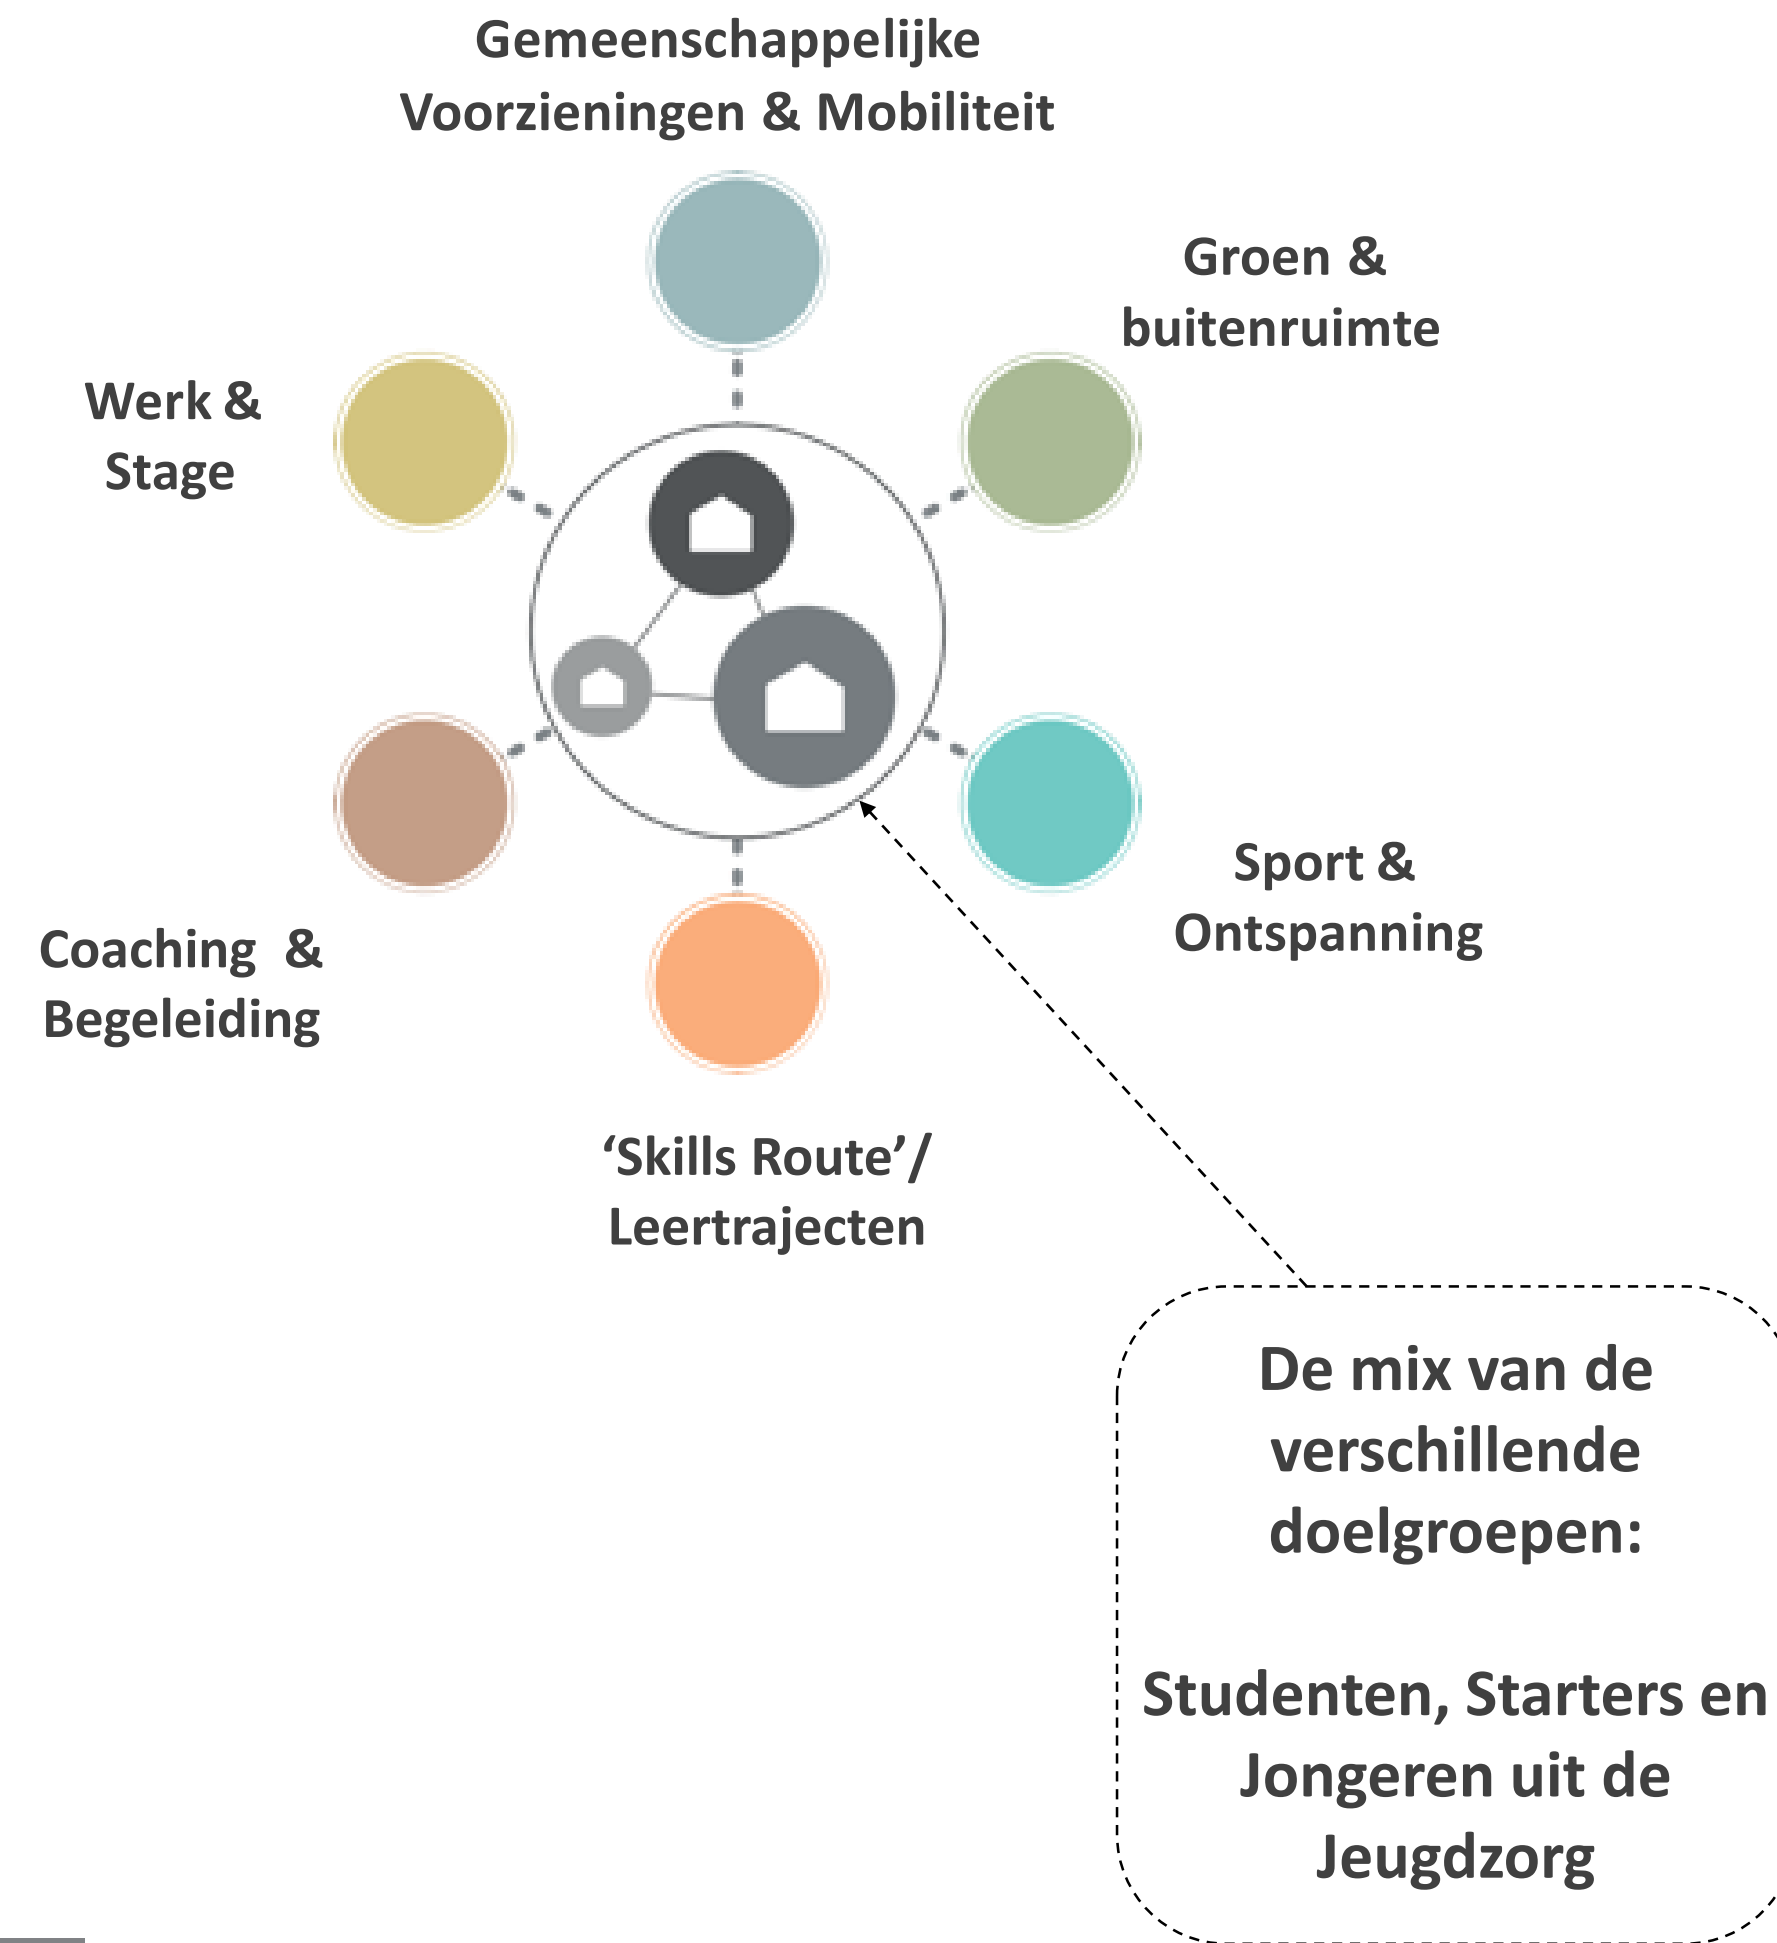 Gemeenschappelijke
Voorzieningen & Mobiliteit
Groen &
buitenruimte
Werk &
Stage
Sport &
Ontspanning
Coaching  &
Begeleiding
‘Skills Route’/
Leertrajecten
De mix van de
verschillende
doelgroepen:
Studenten, Starters en
Jongeren uit de
Jeugdzorg